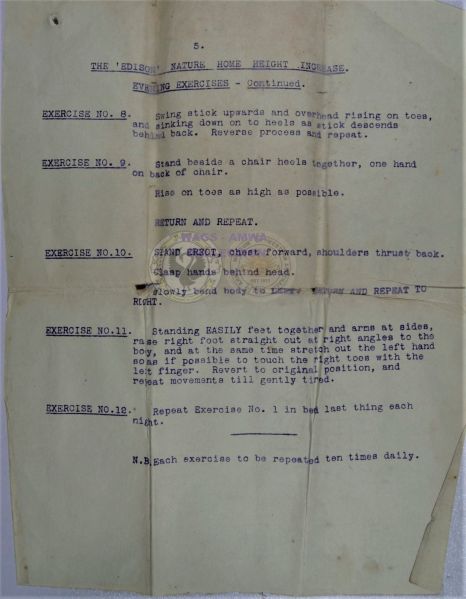 5.
THE 'EDISON' NATURE HOME HEIGHT INCREASE.
EVENING EXERCISES - Continued.
EXERCISE NO. 8. Swing stick upwards and overhead rising on toes,
and sinking down on to heels as stick descends
behind back. Reverse process and repeat.
EXERCISE NO. 9. Stand beside a chair heels together, one hand
on back of chair.
Rise on toes as high as possible.
RETURN AND REPEAT.
WAGS - AMWA
EXERCISE NO.10. STAND ERECT, chest forward, shoulders thrust back.
Clasp hands behind head.
Slowly bend body to LEFT. RETURN AND REPEAT TO
RIGHT.
EXERCISE NO.11. Standing EASILY feet together and arms at sides,
raise right foot straight out at right angles to the
body, and at the same time stretch out the left hand
so as if possible to touch the right toes with the
left finger. Revert to original position, and
repeat movements till gently tired.
EXERCISE NO.12. Repeat Exercise No. 1 in bed last thing each
night.
N.B. Each exercise to be repeated ten times daily.